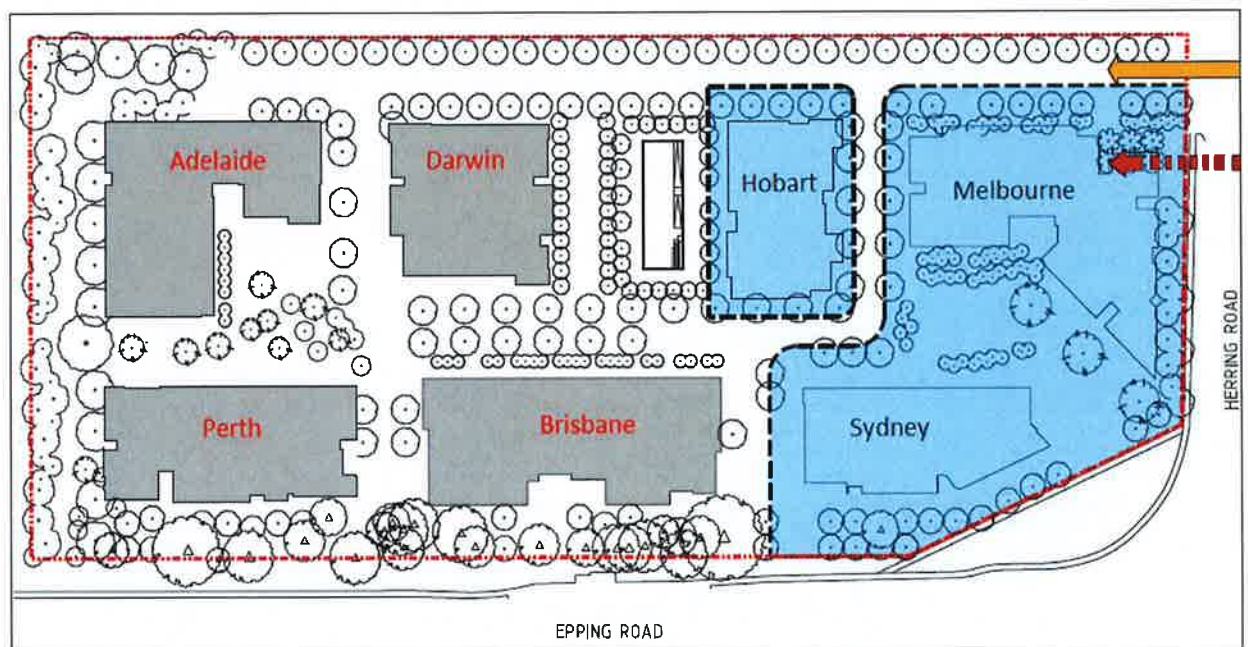 Adelaide
Darwin
Hobart
Melbourne
Perth
Brisbane
Sydney
HERRING ROAD
EPPING ROAD